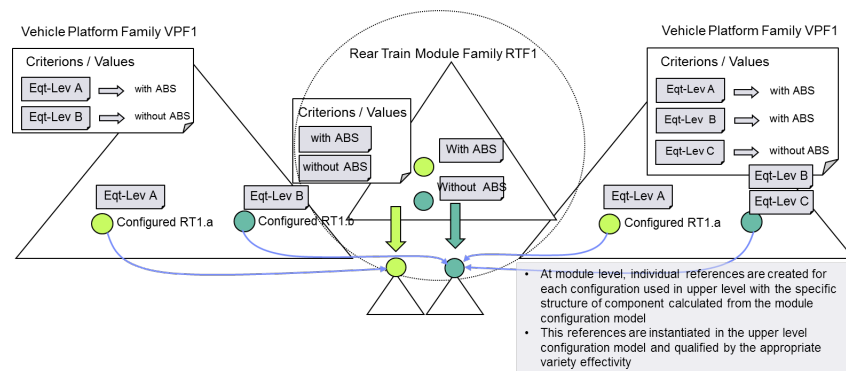 Vehicle Platform Family VPF1
Criterions / Values
Eqt-Lev A
with ABS
Eqt-Lev B
without ABS
Eqt-Lev A
Configured RT1.a
Eqt-Lev B
Configured RT1.b
Rear Train Module Family RTF1
Criterions / Values
with ABS
without ABS
With ABS
Without ABS
Vehicle Platform Family VPF1
Criterions / Values
Eqt-Lev A
with ABS
Eqt-Lev B
with ABS
Eqt-Lev C
without ABS
Eqt-Lev A
Configured RT1.a
Eqt-Lev B
Eqt-Lev C
• At module level, individual references are created for
each configuration used in upper level with the specific
structure of component calculated from the module
configuration model
• This references are instantiated in the upper level
configuration model and qualified by the appropriate
variety effectivity